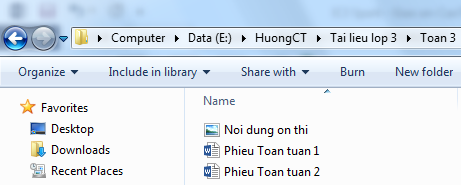 Computer Data (E:) HuongCT Tai lieu lop 3 Toan 3
Organize Include in library Share with Burn New folder
Favorites
Desktop
Downloads
Recent Places
Name
Noi dung on thi
Phieu Toan tuan 1
Phieu Toan tuan 2